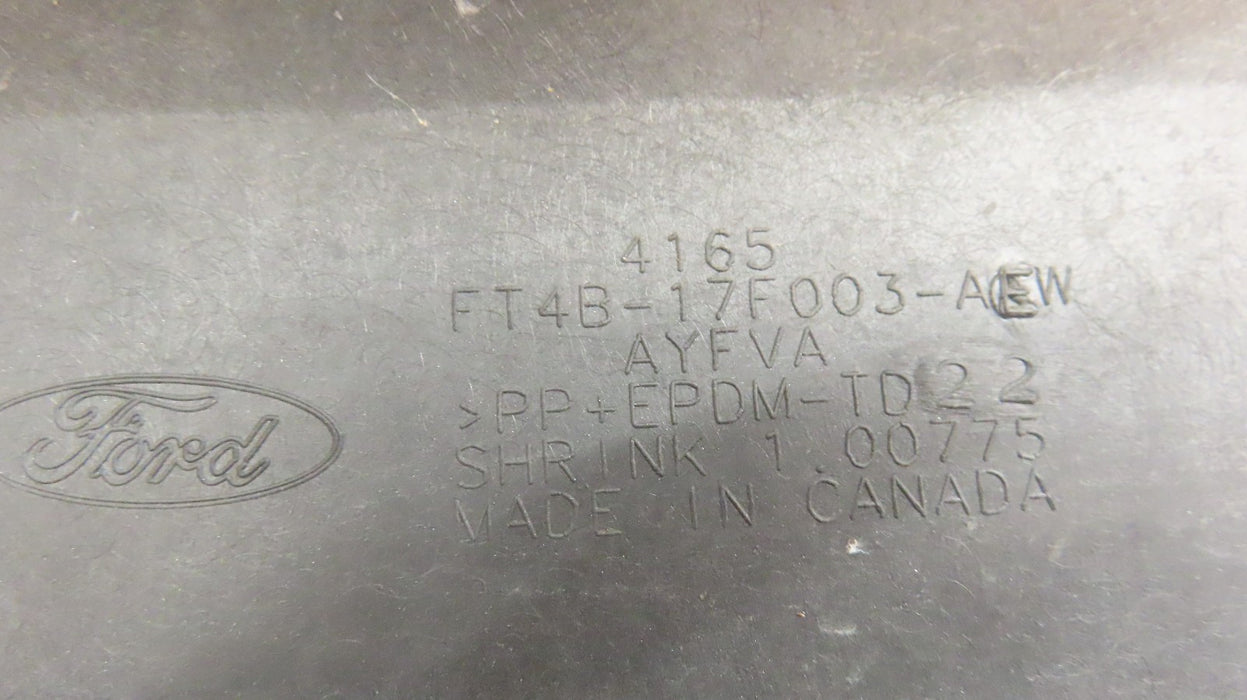 4165
FT4B-17F003-AEW
AYFVA
>PP+EPDM-TD22
SHRINK 1.00775
MADE IN CANADA
Ford